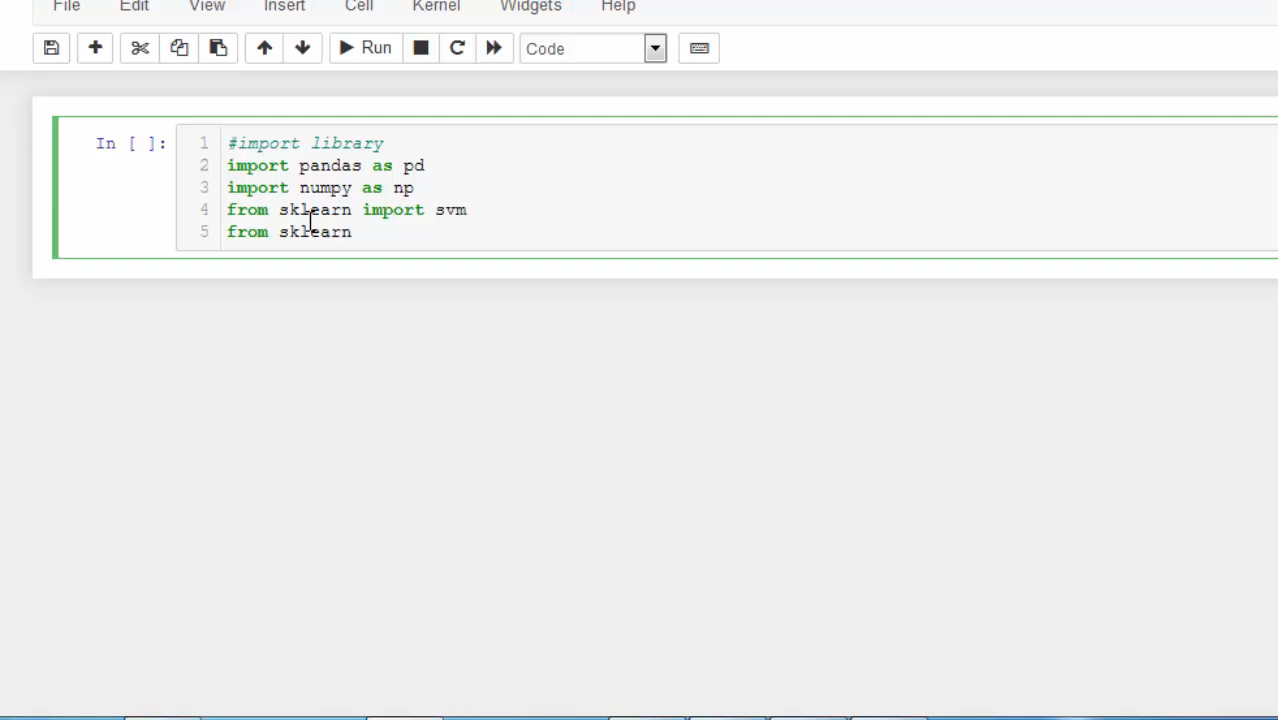 File Edit View Insert Cell Kernel Widgets Help
Run Code
In [ ]:
1 #import library
2 import pandas as pd
3 import numpy as np
4 from sklearn import svm
5 from sklearn